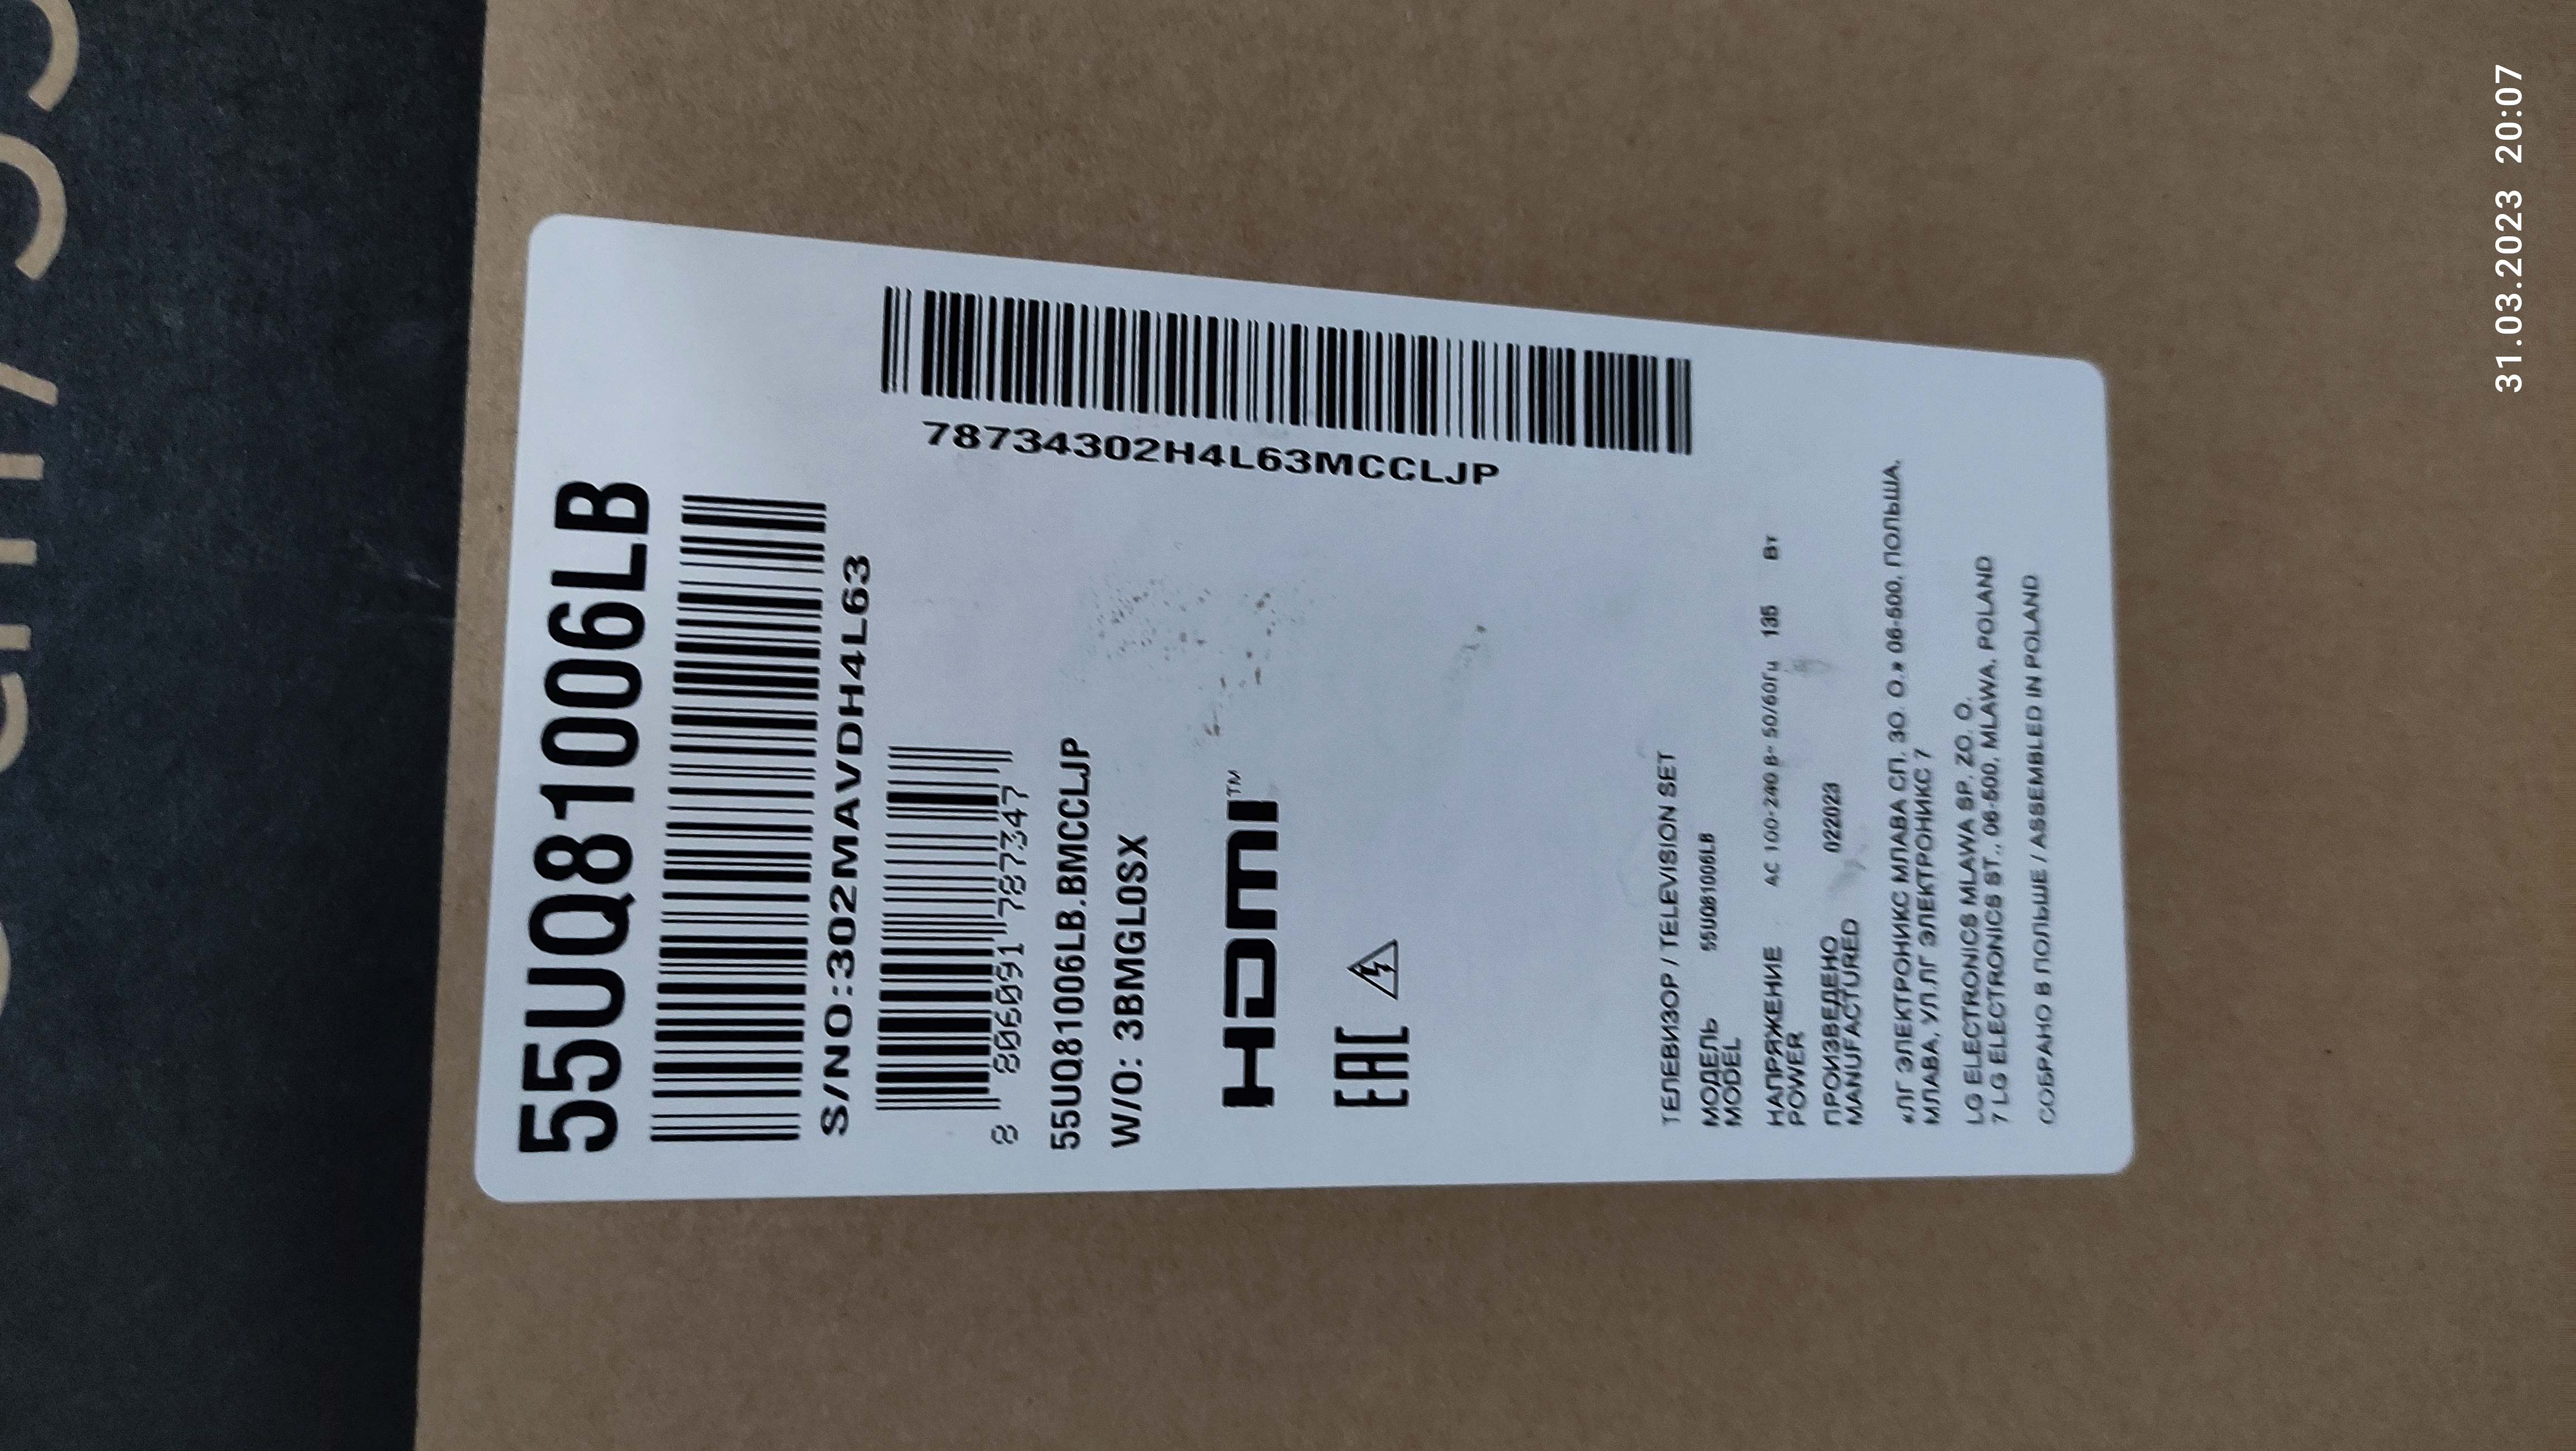 55UQ81006LB
S/NO:302MAVDH4L63
8 806091 787347
55UQ81006LB.BMCCLJP
W/O: 3BMGL0SX
78734302H4L63MCCLJP
HDMI™
EAC
ТЕЛЕВИЗОР / TELEVISION SET
МОДЕЛЬ 55UQ81006LB
MODEL
НАПРЯЖЕНИЕ AC 100-240 В~ 50/60Гц 135 Вт
POWER
ПРОИЗВЕДЕНО 022023
MANUFACTURED
«ЛГ ЭЛЕКТРОНИКС МЛАВА СП. ЗО. О.» 06-500, ПОЛЬША,
МЛАВА, УЛ.ЛГ ЭЛЕКТРОНИКС 7
LG ELECTRONICS MLAWA SP. ZO. O.
7 LG ELECTRONICS ST., 06-500, MLAWA, POLAND
СОБРАНО В ПОЛЬШЕ / ASSEMBLED IN POLAND
31.03.2023 20:07